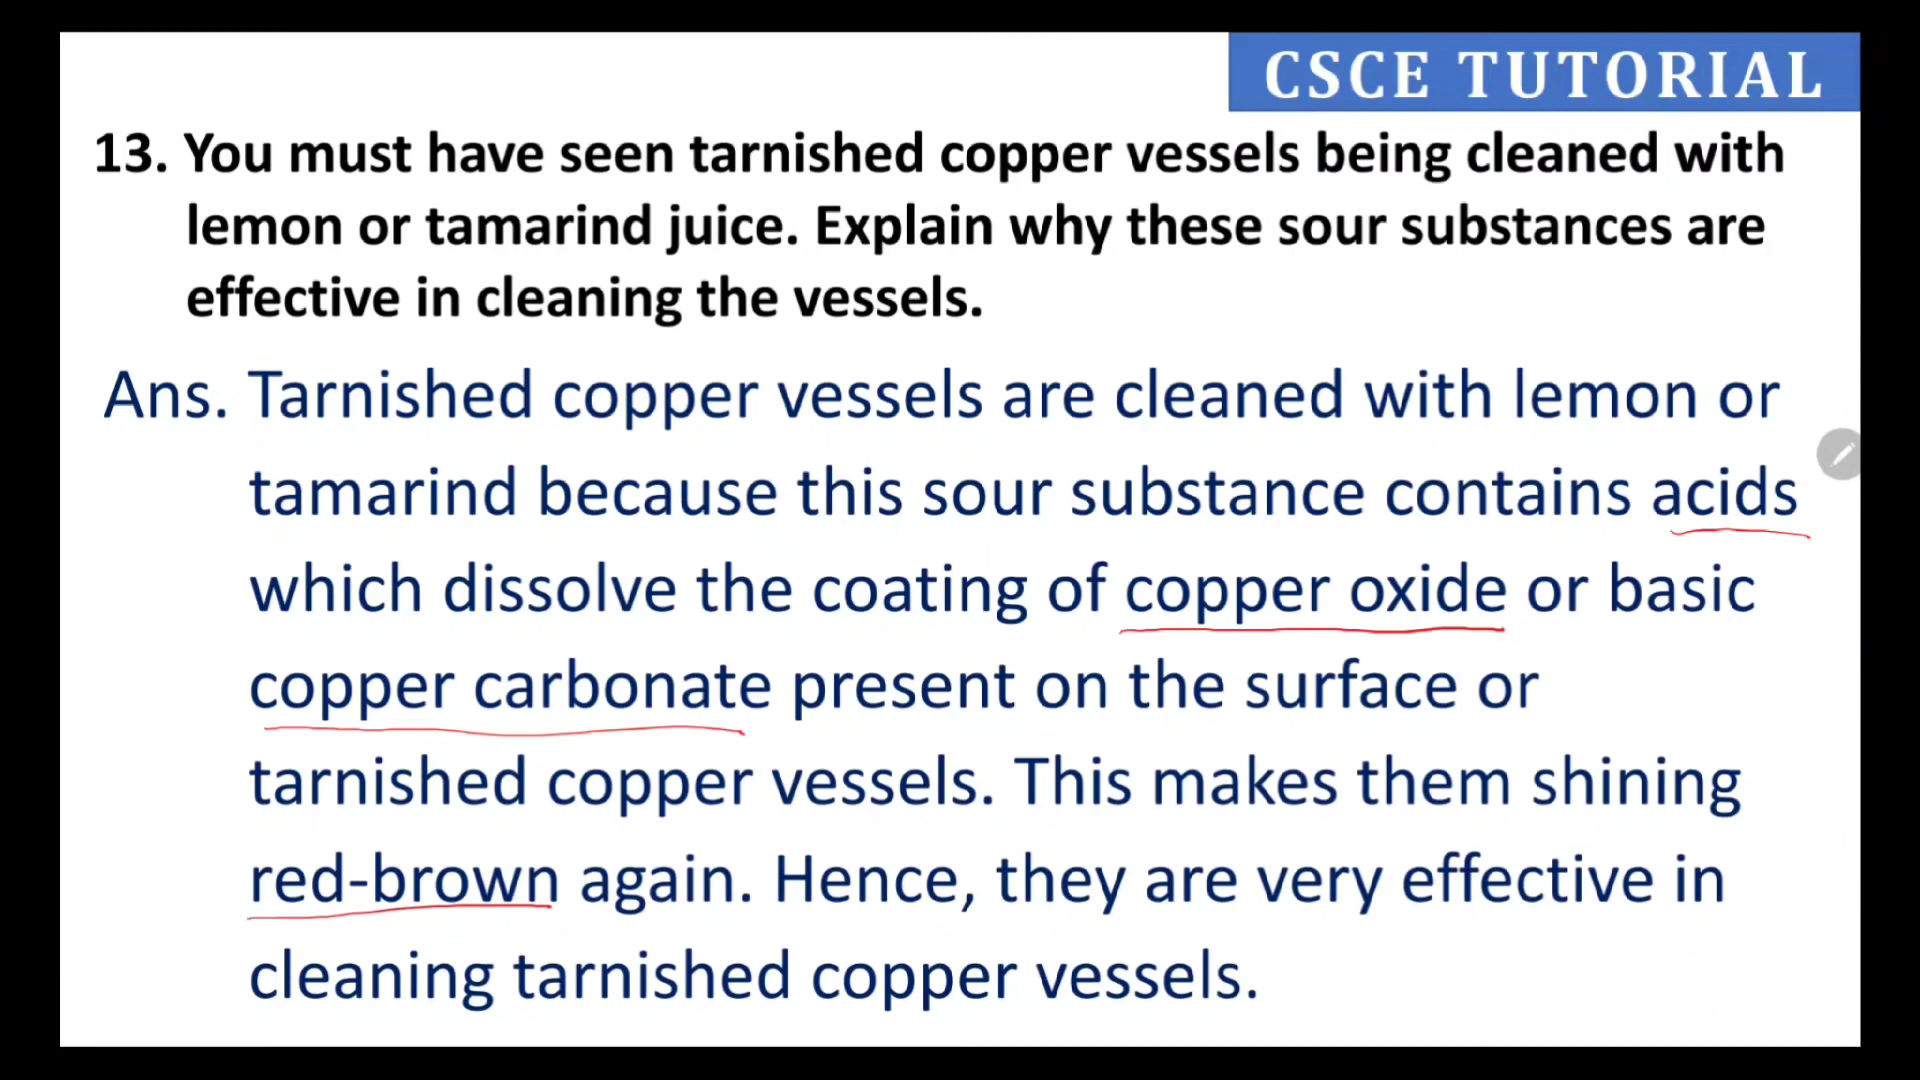 CSCE TUTORIAL
13. You must have seen tarnished copper vessels being cleaned with
lemon or tamarind juice. Explain why these sour substances are
effective in cleaning the vessels.
Ans. Tarnished copper vessels are cleaned with lemon or
tamarind because this sour substance contains acids
which dissolve the coating of copper oxide or basic
copper carbonate present on the surface or
tarnished copper vessels. This makes them shining
red-brown again. Hence, they are very effective in
cleaning tarnished copper vessels.